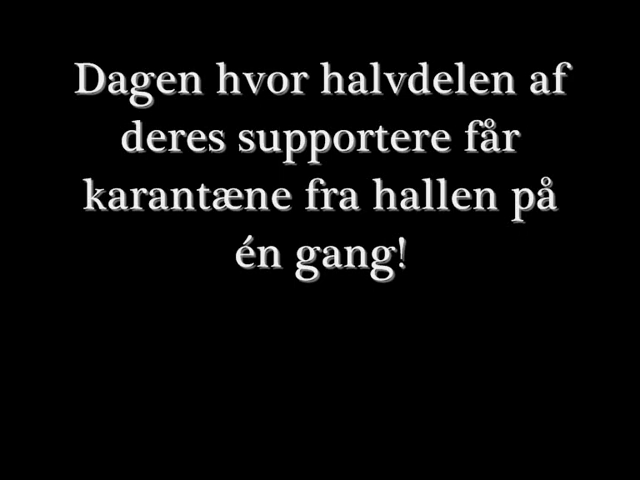 Dagen hvor halvdelen af
deres supportere får
karantæne fra hallen på
én gang!